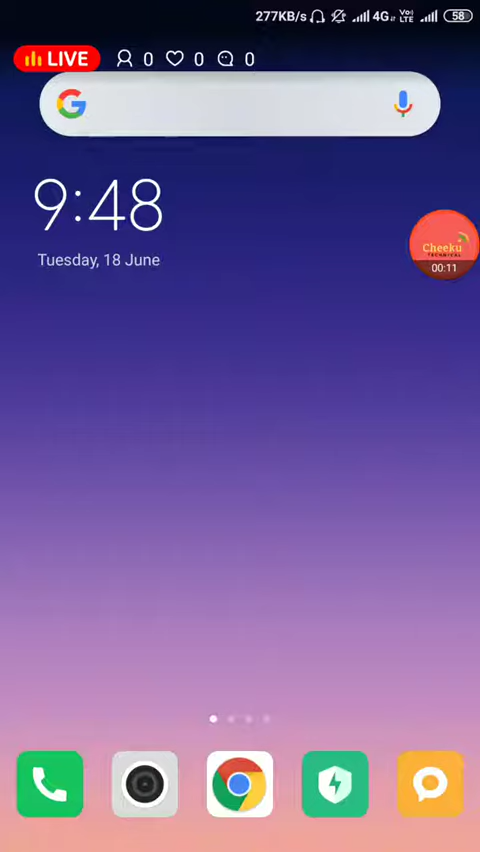 277KB/s 4G Vo LTE 58
LIVE 0 0 0
G
9:48
Tuesday, 18 June
Cheeku
TECHNICAL
00:11